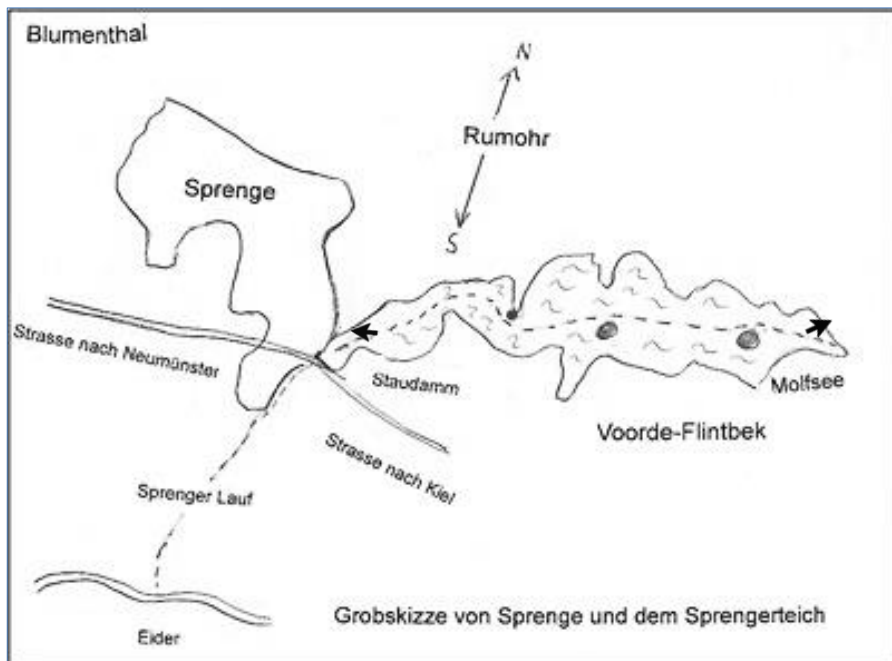 Blumenthal
N
Rumohr
Sprenge
S
Strasse nach Neumünster
Staudamm
Molfsee
Voorde-Flintbek
Strasse nach Kiel
Sprenger Lauf
Grobskizze von Sprenge und dem Sprengerteich
Eider